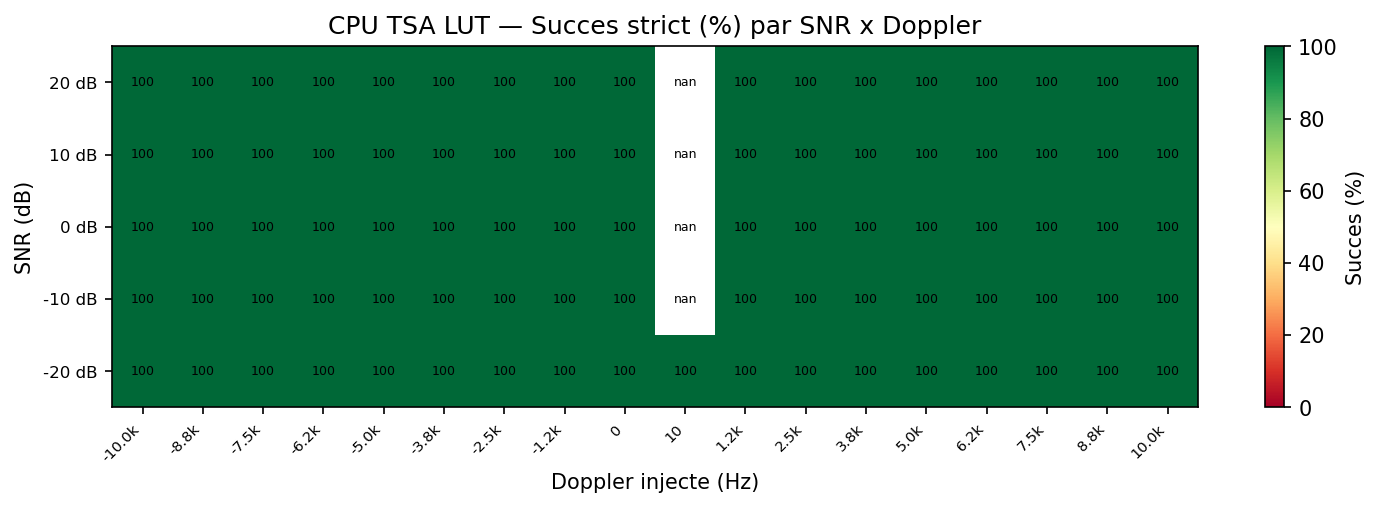 CPU TSA LUT — Succes strict (%) par SNR x Doppler
20 dB 100 100 100 100 100 100 100 100 100 nan 100 100 100 100 100 100 100 100
10 dB 100 100 100 100 100 100 100 100 100 nan 100 100 100 100 100 100 100 100
0 dB 100 100 100 100 100 100 100 100 100 nan 100 100 100 100 100 100 100 100
-10 dB 100 100 100 100 100 100 100 100 100 nan 100 100 100 100 100 100 100 100
-20 dB 100 100 100 100 100 100 100 100 100 100 100 100 100 100 100 100 100 100
-10.0k -8.8k -7.5k -6.2k -5.0k -3.8k -2.5k -1.2k 0 10 1.2k 2.5k 3.8k 5.0k 6.2k 7.5k 8.8k 10.0k
Doppler injecte (Hz)
SNR (dB)
100
80
60
40
20
0
Succes (%)